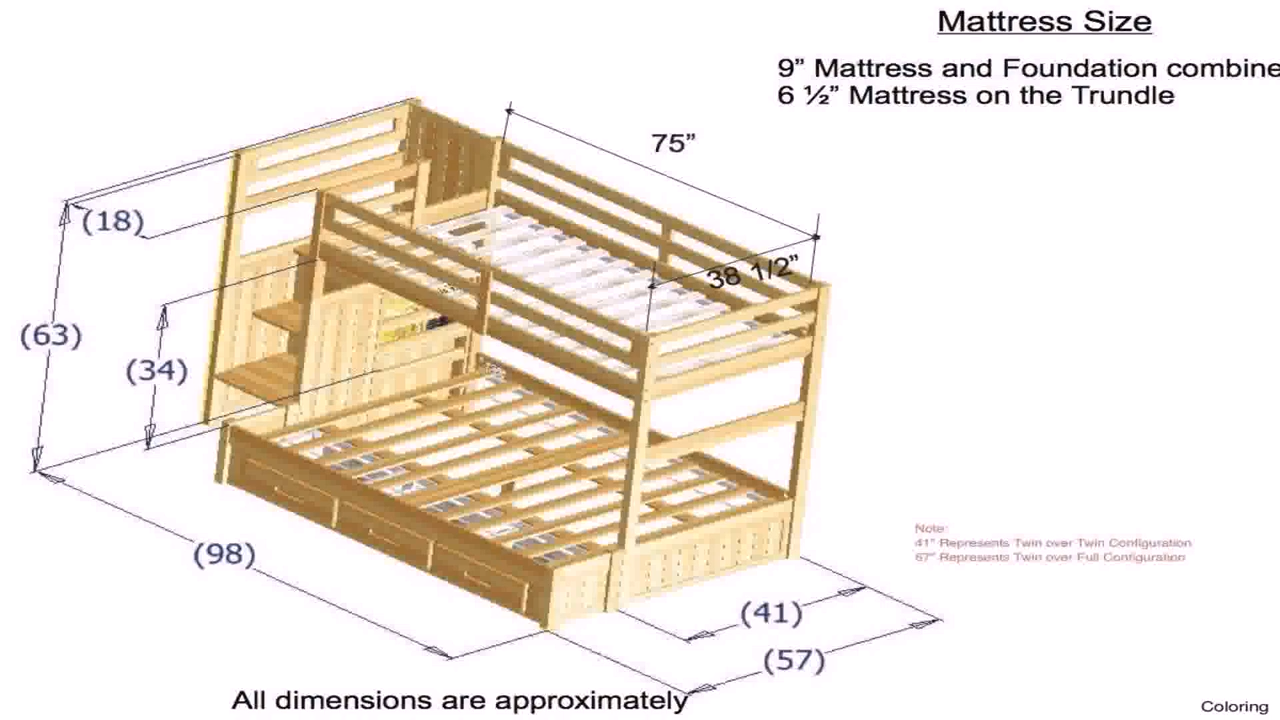 Mattress Size
9” Mattress and Foundation combine
6 ½” Mattress on the Trundle
75”
(18)
38 1/2”
(63)
(34)
Note:
41” Represents Twin over Twin Configuration
67” Represents Twin over Full Configuration
(98)
(41)
(57)
All dimensions are approximately
Coloring